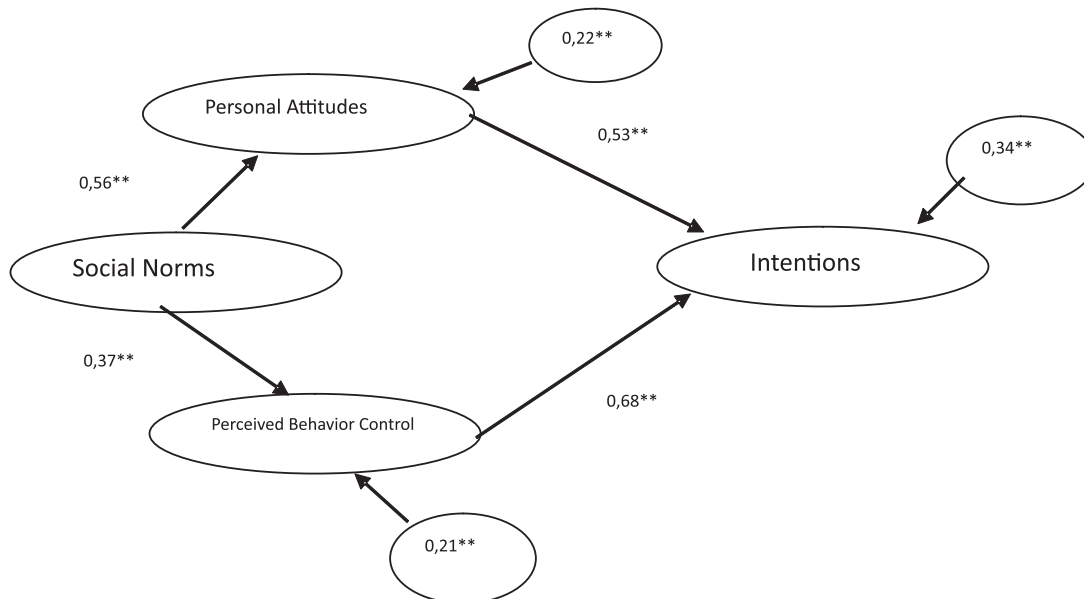 0,22**
Personal Attitudes
0,53**
0,34**
0,56**
Social Norms
Intentions
0,37**
0,68**
Perceived Behavior Control
0,21**